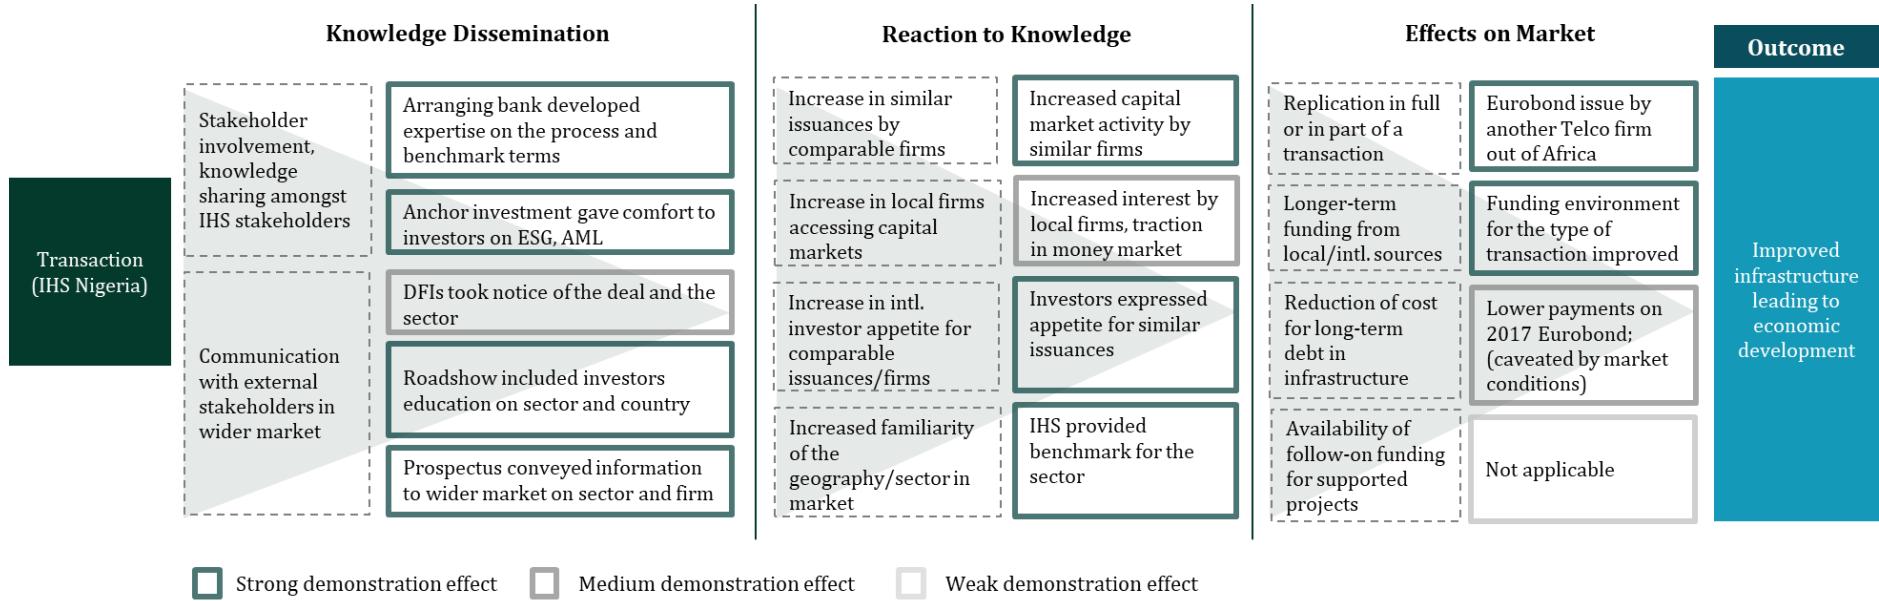 Knowledge Dissemination
Reaction to Knowledge
Effects on Market
Outcome
Transaction
(IHS Nigeria)
Stakeholder
involvement,
knowledge
sharing amongst
IHS stakeholders
Arranging bank developed
expertise on the process and
benchmark terms
Anchor investment gave comfort to
investors on ESG, AML
Communication
with external
stakeholders in
wider market
DFIs took notice of the deal and the
sector
Roadshow included investors
education on sector and country
Prospectus conveyed information
to wider market on sector and firm
Increase in similar
issuances by
comparable firms
Increased capital
market activity by
similar firms
Increase in local firms
accessing capital
markets
Increased interest by
local firms, traction
in money market
Increase in intl.
investor appetite for
comparable
issuances/firms
Investors expressed
appetite for similar
issuances
Increased familiarity
of the
geography/sector in
market
IHS provided
benchmark for the
sector
Replication in full
or in part of a
transaction
Eurobond issue by
another Telco firm
out of Africa
Longer-term
funding from
local/intl. sources
Funding environment
for the type of
transaction improved
Reduction of cost
for long-term
debt in
infrastructure
Lower payments on
2017 Eurobond;
(caveated by market
conditions)
Availability of
follow-on funding
for supported
projects
Not applicable
Improved
infrastructure
leading to
economic
development
Strong demonstration effect
Medium demonstration effect
Weak demonstration effect